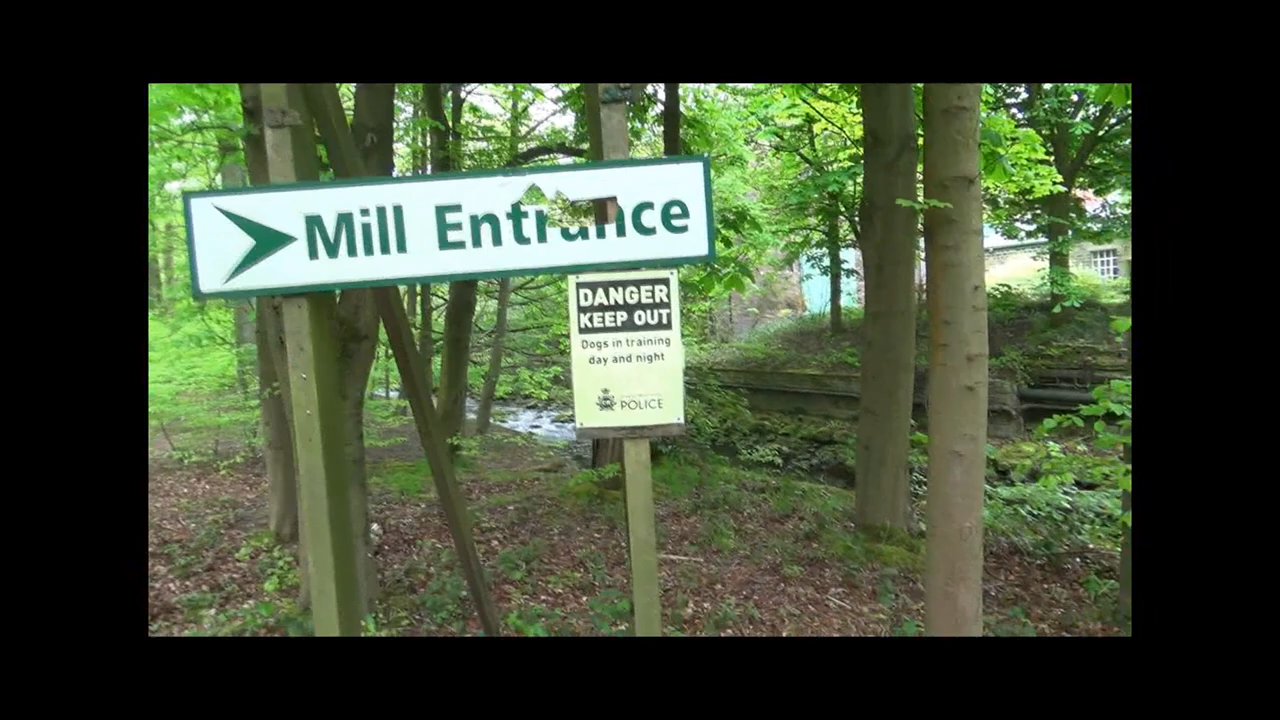 Mill Entrance
DANGER
KEEP OUT
Dogs in training
day and night
POLICE